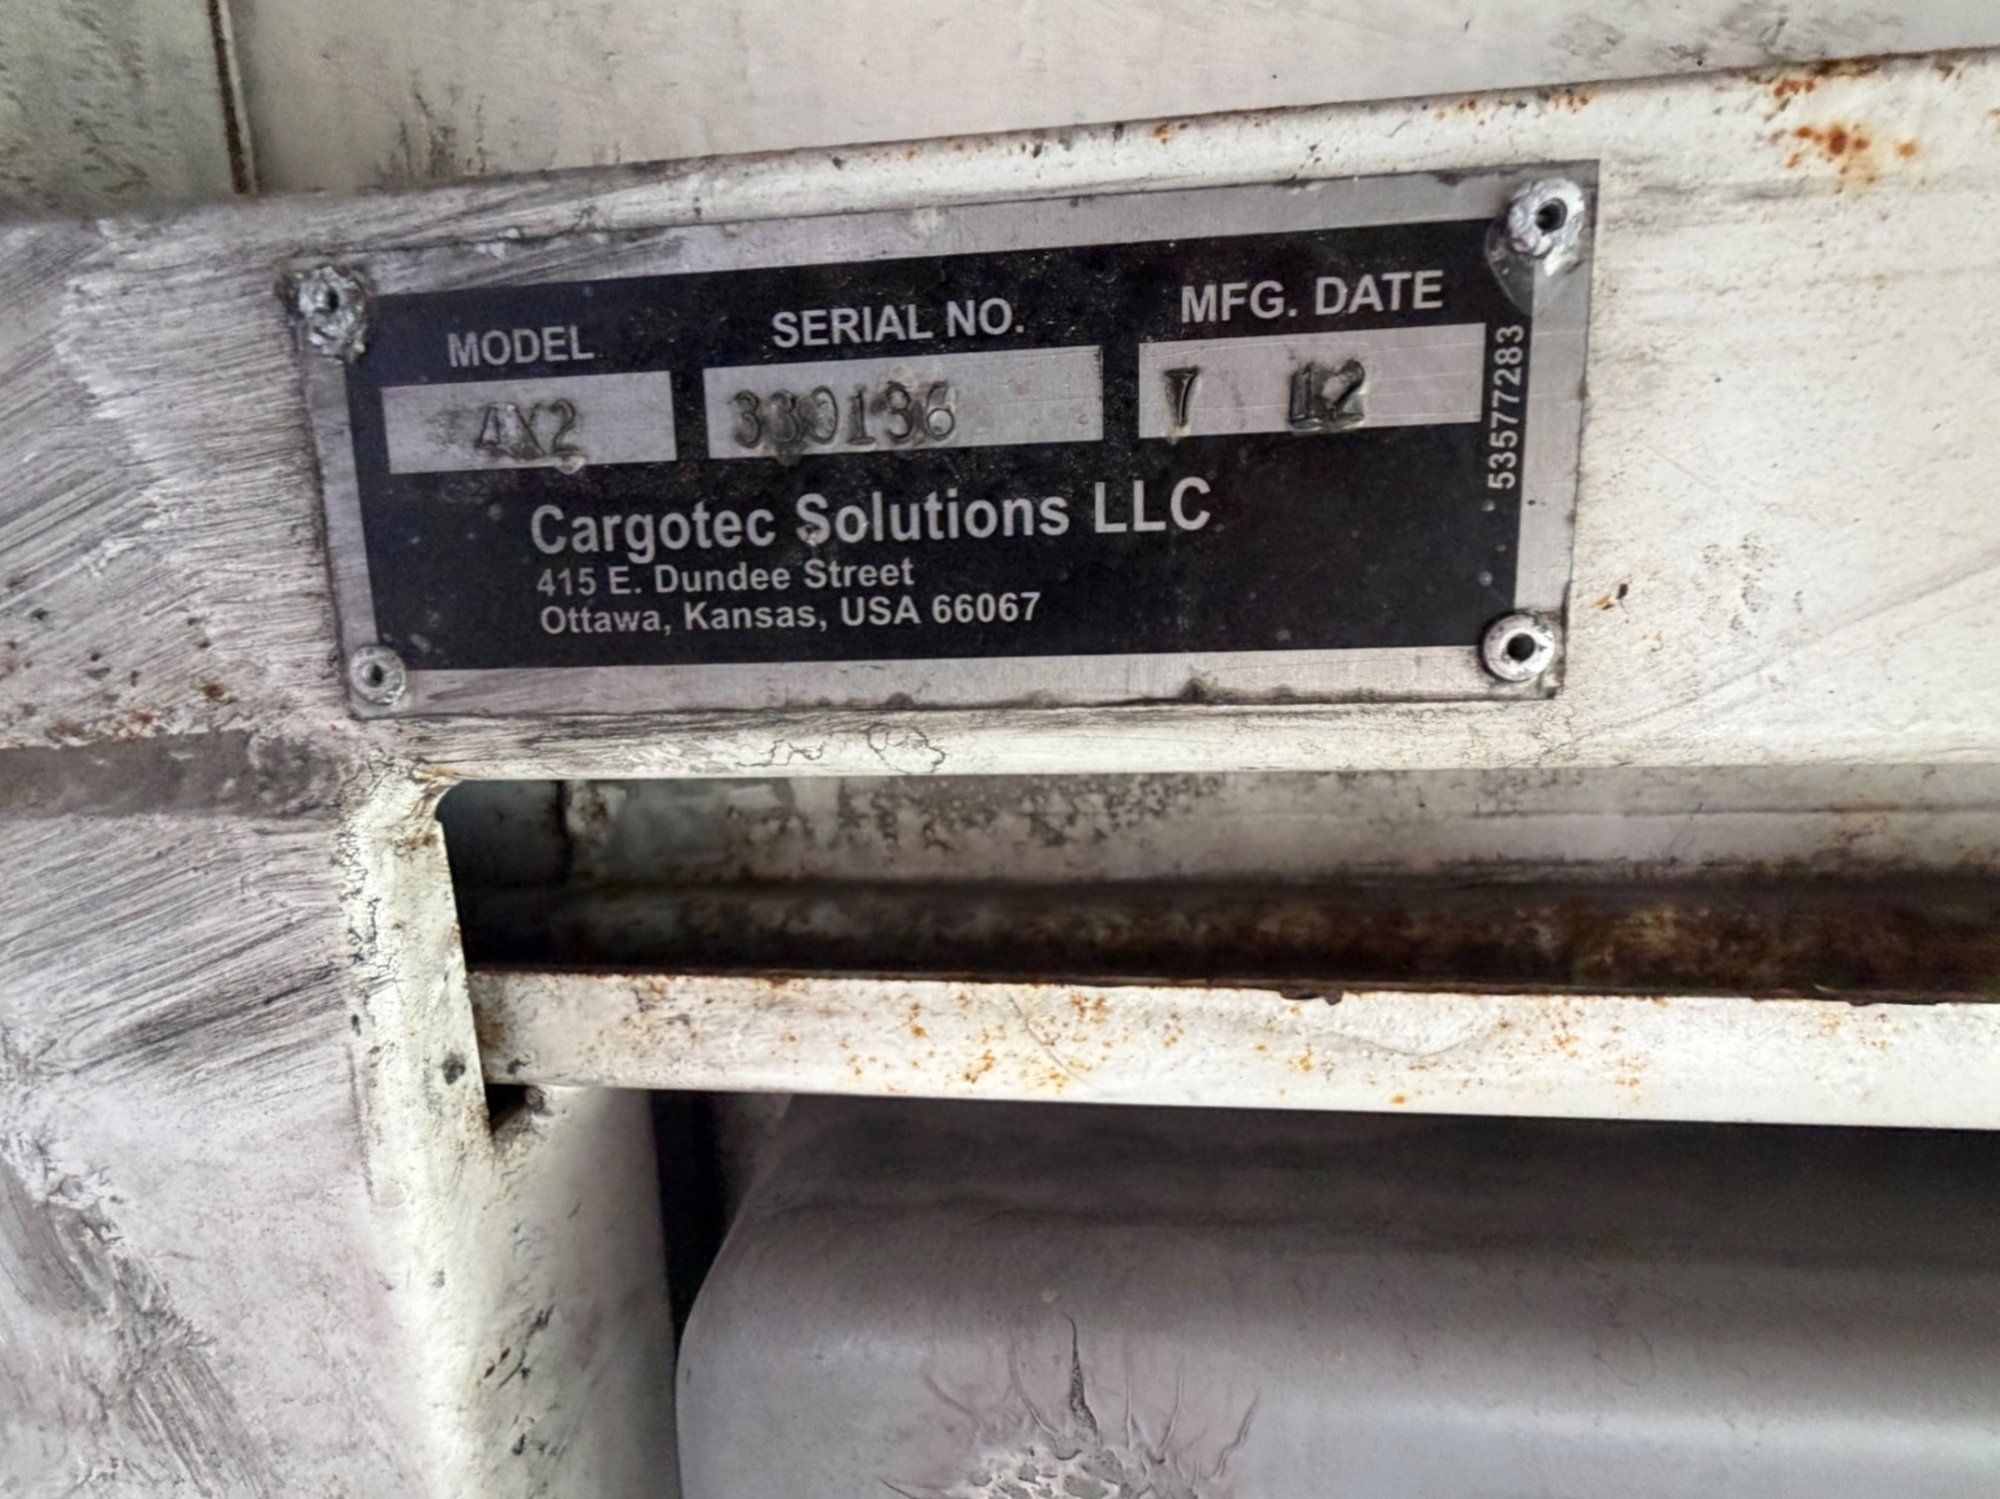 MODEL SERIAL NO. MFG. DATE
4X2 330136 7 12
Cargotec Solutions LLC
415 E. Dundee Street
Ottawa, Kansas, USA 66067
53577283